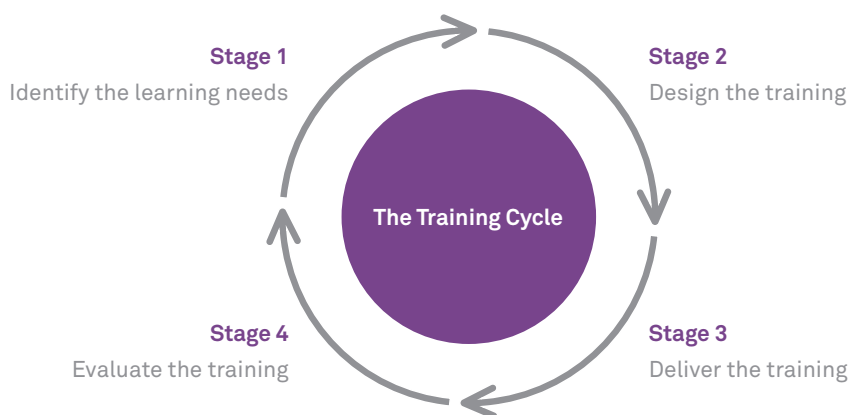 Stage 1
Identify the learning needs
Stage 2
Design the training
The Training Cycle
Stage 4
Evaluate the training
Stage 3
Deliver the training